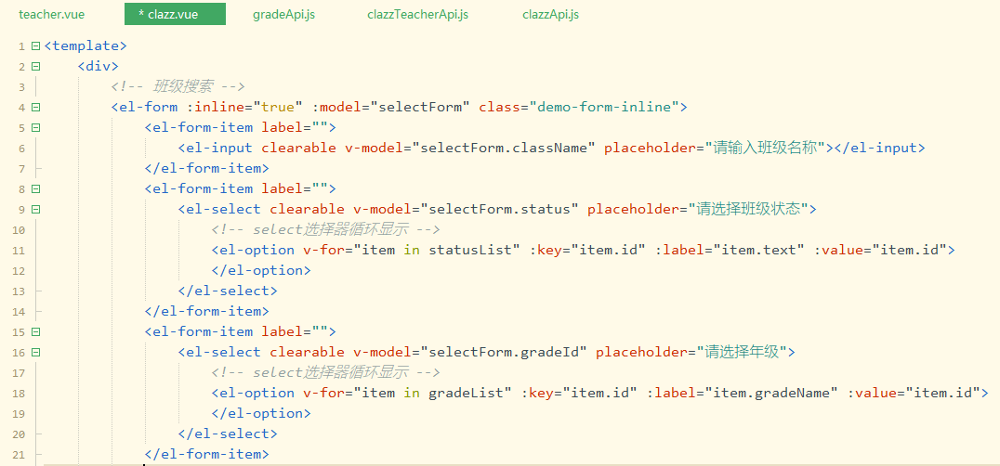 teacher.vue * clazz.vue gradeApi.js clazzTeacherApi.js clazzApi.js
1 <template>
2 <div>
3 <!-- 班级搜索 -->
4 <el-form :inline="true" :model="selectForm" class="demo-form-inline">
5 <el-form-item label="">
6 <el-input clearable v-model="selectForm.className" placeholder="请输入班级名称"></el-input>
7 </el-form-item>
8 <el-form-item label="">
9 <el-select clearable v-model="selectForm.status" placeholder="请选择班级状态">
10 <!-- select选择器循环显示 -->
11 <el-option v-for="item in statusList" :key="item.id" :label="item.text" :value="item.id">
12 </el-option>
13 </el-select>
14 </el-form-item>
15 <el-form-item label="">
16 <el-select clearable v-model="selectForm.gradeId" placeholder="请选择年级">
17 <!-- select选择器循环显示 -->
18 <el-option v-for="item in gradeList" :key="item.id" :label="item.gradeName" :value="item.id">
19 </el-option>
20 </el-select>
21 </el-form-item>